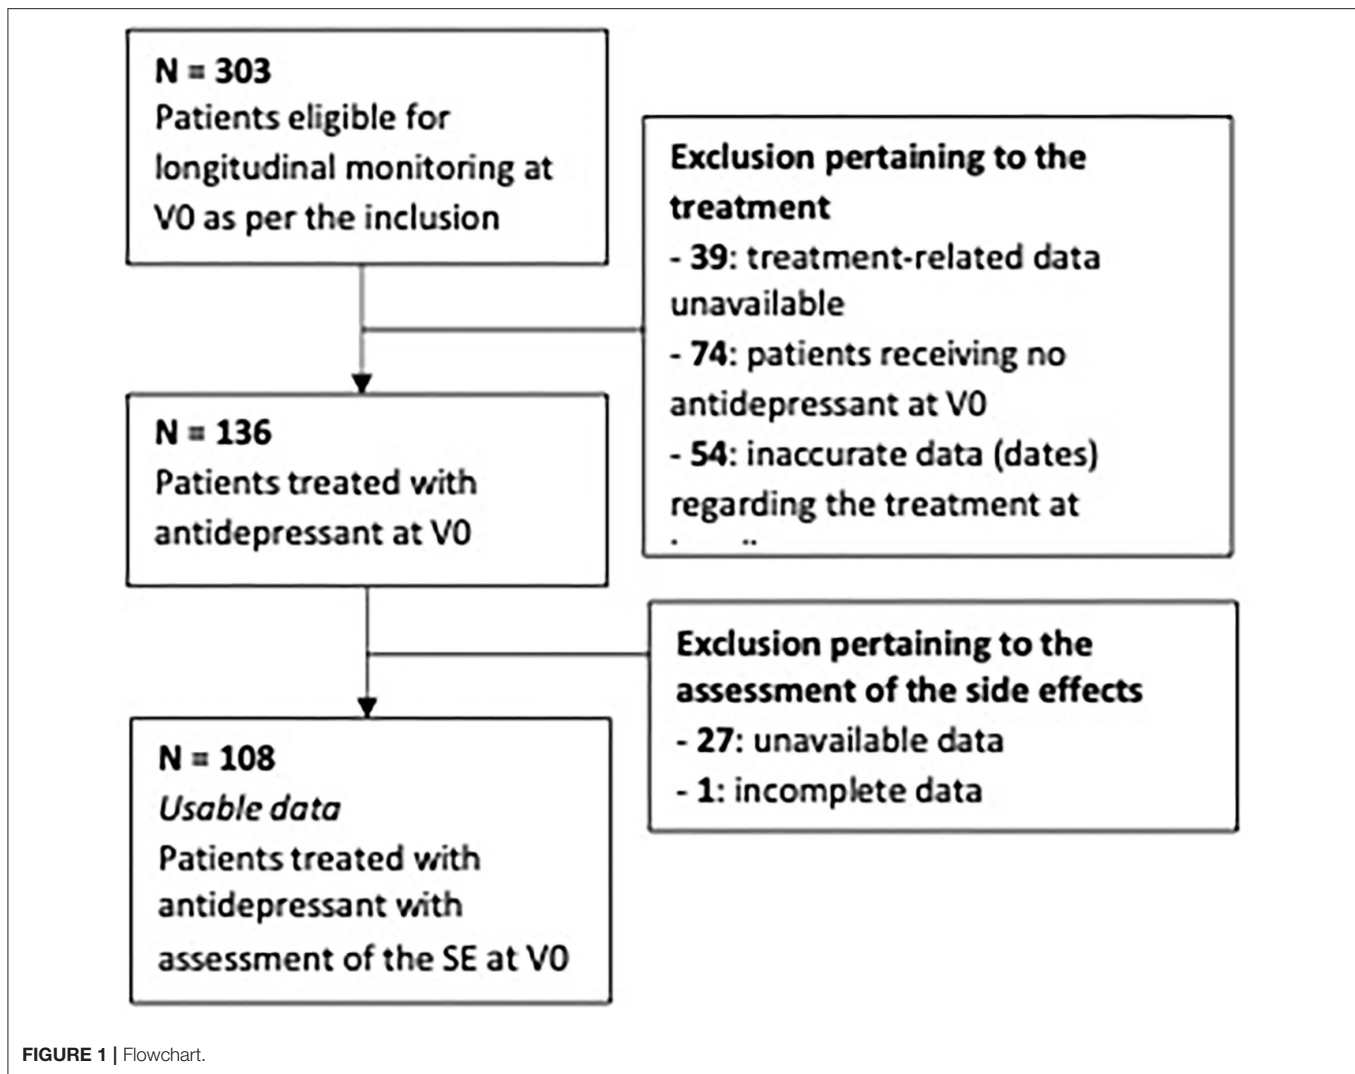 N = 303
Patients eligible for
longitudinal monitoring at
V0 as per the inclusion
Exclusion pertaining to the
treatment
- 39: treatment-related data
unavailable
- 74: patients receiving no
antidepressant at V0
- 54: inaccurate data (dates)
regarding the treatment at
N = 136
Patients treated with
antidepressant at V0
Exclusion pertaining to the
assessment of the side effects
- 27: unavailable data
- 1: incomplete data
N = 108
Usable data
Patients treated with
antidepressant with
assessment of the SE at V0
FIGURE 1 | Flowchart.